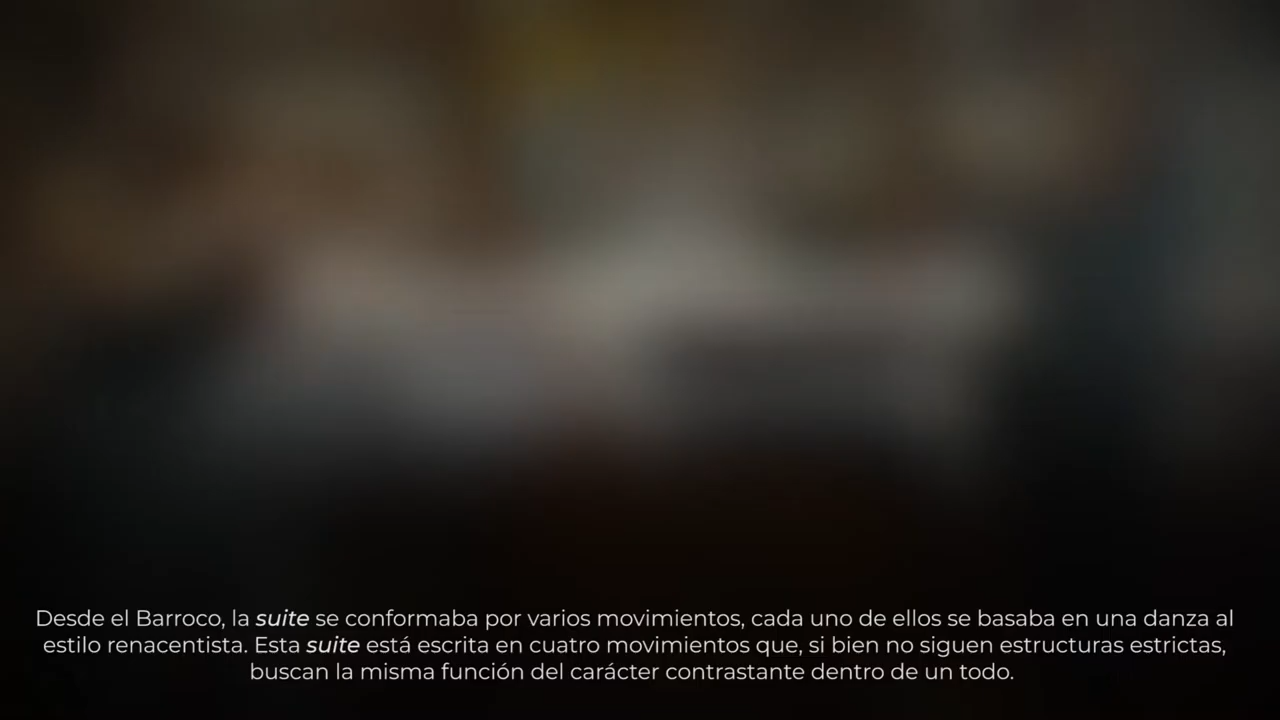 Desde el Barroco, la suite se conformaba por varios movimientos, cada uno de ellos se basaba en una danza al
estilo renacentista. Esta suite está escrita en cuatro movimientos que, si bien no siguen estructuras estrictas,
buscan la misma función del carácter contrastante dentro de un todo.